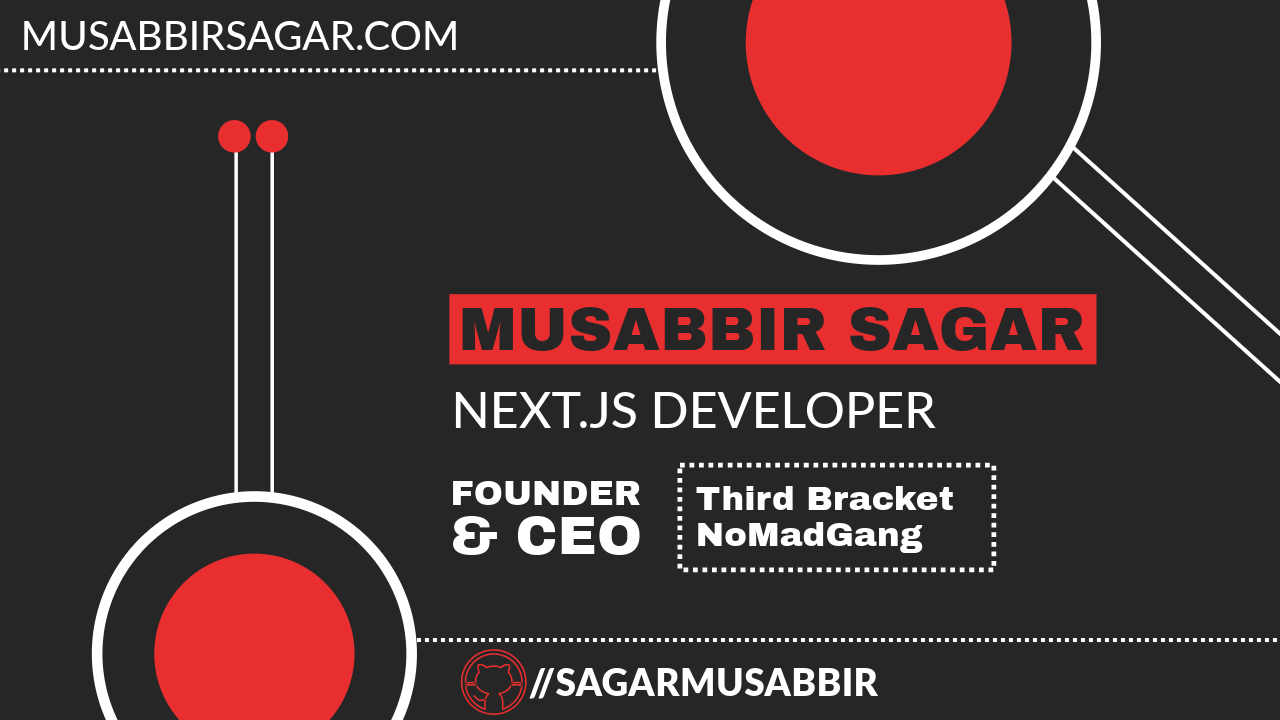 MUSABBIRSAGAR.COM
MUSABBIR SAGAR
NEXT.JS DEVELOPER
FOUNDER
& CEO
Third Bracket
NoMadGang
//SAGARMUSABBIR